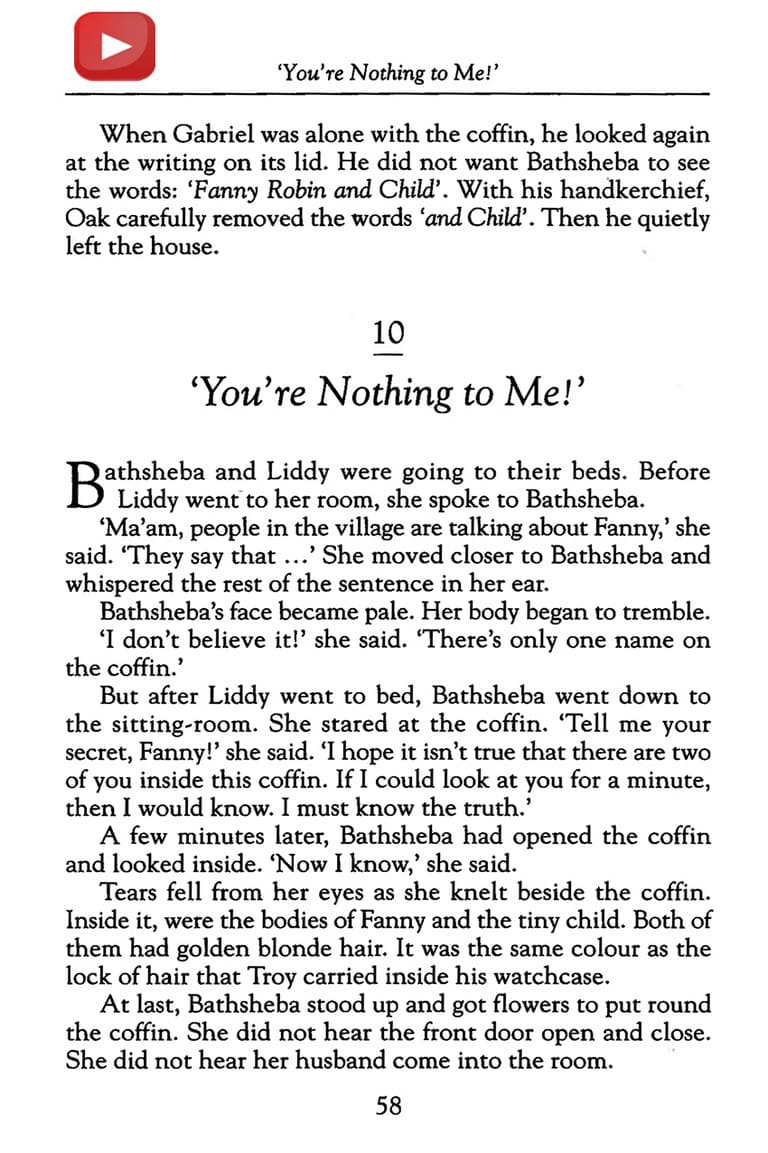 ‘You’re Nothing to Me!’
When Gabriel was alone with the coffin, he looked again
at the writing on its lid. He did not want Bathsheba to see
the words: ‘Fanny Robin and Child’. With his handkerchief,
Oak carefully removed the words ‘and Child’. Then he quietly
left the house.
10
‘You’re Nothing to Me!’
Bathsheba and Liddy were going to their beds. Before
Liddy went to her room, she spoke to Bathsheba.
‘Ma’am, people in the village are talking about Fanny,’ she
said. ‘They say that ...’ She moved closer to Bathsheba and
whispered the rest of the sentence in her ear.
Bathsheba’s face became pale. Her body began to tremble.
‘I don’t believe it!’ she said. ‘There’s only one name on
the coffin.’
But after Liddy went to bed, Bathsheba went down to
the sitting-room. She stared at the coffin. ‘Tell me your
secret, Fanny!’ she said. ‘I hope it isn’t true that there are two
of you inside this coffin. If I could look at you for a minute,
then I would know. I must know the truth.’
A few minutes later, Bathsheba had opened the coffin
and looked inside. ‘Now I know,’ she said.
Tears fell from her eyes as she knelt beside the coffin.
Inside it, were the bodies of Fanny and the tiny child. Both of
them had golden blonde hair. It was the same colour as the
lock of hair that Troy carried inside his watchcase.
At last, Bathsheba stood up and got flowers to put round
the coffin. She did not hear the front door open and close.
She did not hear her husband come into the room.
58